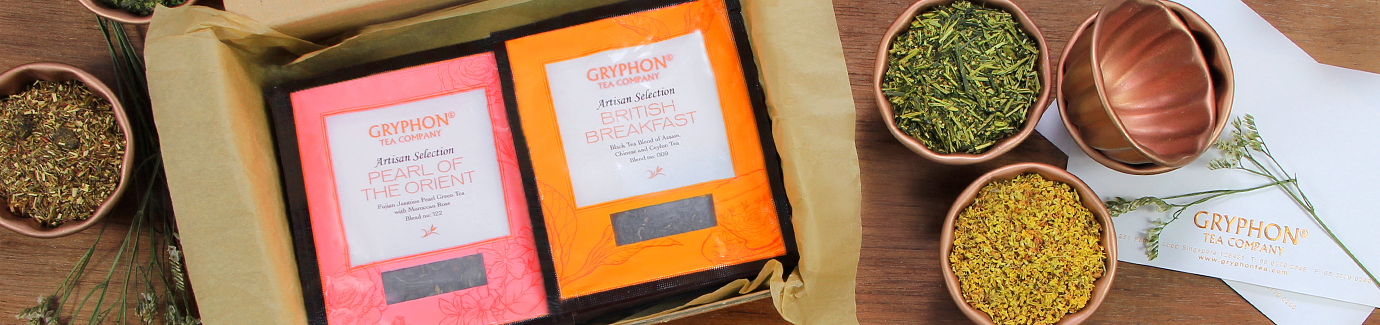 GRYPHON®
TEA COMPANY
Artisan Selection
PEARL OF
THE ORIENT
Fujian Jasmine Pearl Green Tea
with Moroccan Rose
Blend no: 122
GRYPHON®
TEA COMPANY
Artisan Selection
BRITISH
BREAKFAST
Black Tea Blend of Assam,
Chinese and Ceylon Tea
Blend no: 009
GRYPHON®
TEA COMPANY
Singapore
www.gryphontea.com